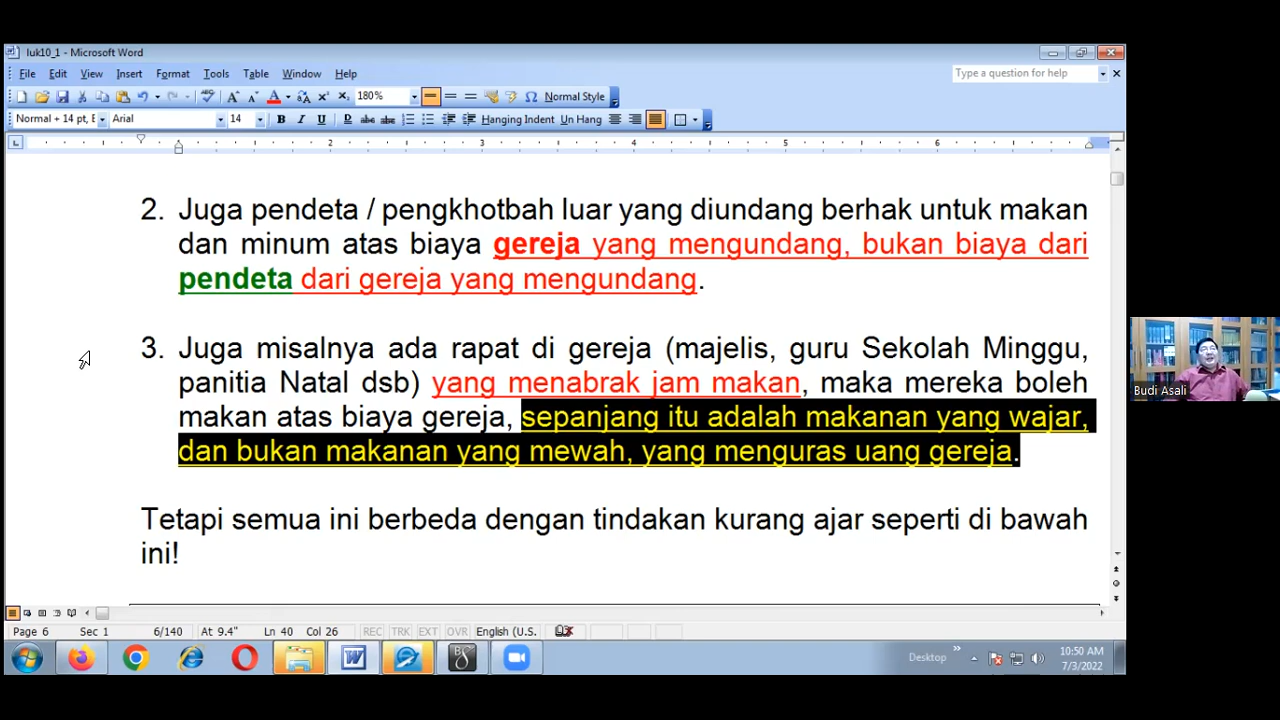 luk10_1 - Microsoft Word
File Edit View Insert Format Tools Table Window Help
Type a question for help
180% Normal Style
Normal + 14 pt, E Arial 14 B I U Hanging Indent Un Hang
2 3 4 5 6
2. Juga pendeta / pengkhotbah luar yang diundang berhak untuk makan
dan minum atas biaya gereja yang mengundang, bukan biaya dari
pendeta dari gereja yang mengundang.
3. Juga misalnya ada rapat di gereja (majelis, guru Sekolah Minggu,
panitia Natal dsb) yang menabrak jam makan, maka mereka boleh
makan atas biaya gereja, sepanjang itu adalah makanan yang wajar,
dan bukan makanan yang mewah, yang menguras uang gereja.
Tetapi semua ini berbeda dengan tindakan kurang ajar seperti di bawah
ini!
Budi Asali
Page 6 Sec 1 6/140 At 9.4" Ln 40 Col 26 REC TRK EXT OVR English (U.S.
Desktop
10:50 AM
7/3/2022